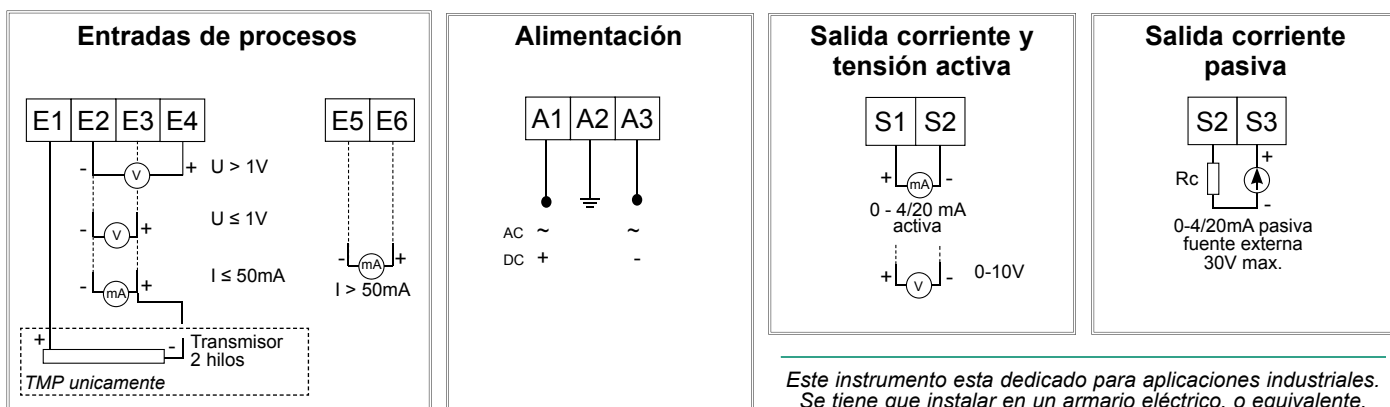 Entradas de procesos
E1 E2 E3 E4
E5 E6
- V + U > 1V
- V + U ≤ 1V
- mA + I ≤ 50mA
- mA +
I > 50mA
+ - Transmisor
2 hilos
TMP unicamente
Alimentación
A1 A2 A3
AC ~ ~
DC + -
Salida corriente y
tensión activa
S1 S2
+ mA -
0 - 4/20 mA
activa
+ V - 0-10V
Salida corriente
pasiva
S2 S3
+
Rc
-
0-4/20mA pasiva
fuente externa
30V max.
Este instrumento esta dedicado para aplicaciones industriales.
Se tiene que instalar en un armario eléctrico, o equivalente.